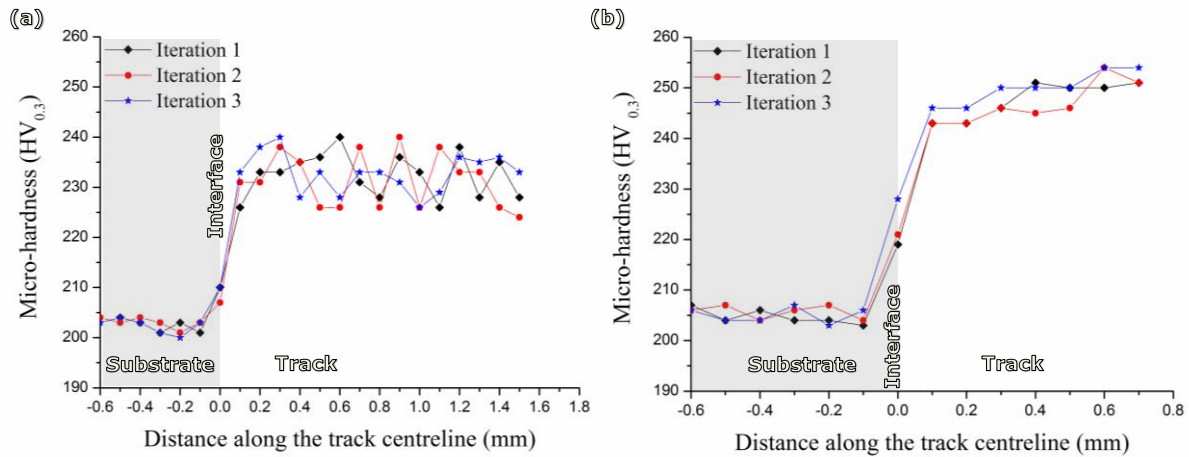 (a)
260
250
240
230
220
210
200
190
Micro-hardness (HV0.3)
Iteration 1
Iteration 2
Iteration 3
Interface
Substrate
Track
-0.6 -0.4 -0.2 0.0 0.2 0.4 0.6 0.8 1.0 1.2 1.4 1.6 1.8
Distance along the track centreline (mm)
(b)
260
250
240
230
220
210
200
190
Micro-hardness (HV0.3)
Iteration 1
Iteration 2
Iteration 3
Interface
Substrate
Track
-0.6 -0.4 -0.2 0.0 0.2 0.4 0.6 0.8
Distance along the track centreline (mm)